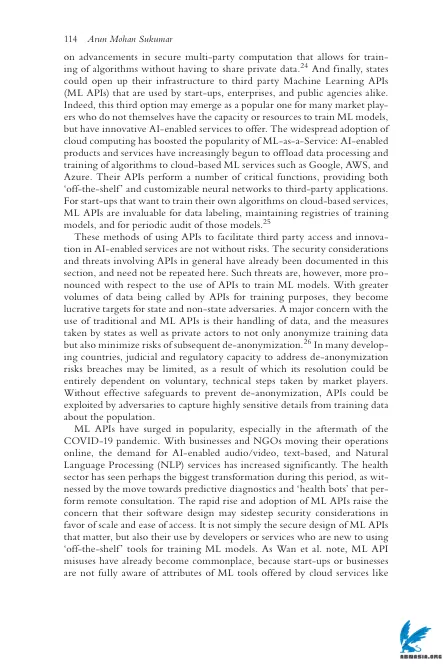 114 Arun Mohan Sukumar
on advancements in secure multi-party computation that allows for train-
ing of algorithms without having to share private data.24 And finally, states
could open up their infrastructure to third party Machine Learning APIs
(ML APIs) that are used by start-ups, enterprises, and public agencies alike.
Indeed, this third option may emerge as a popular one for many market play-
ers who do not themselves have the capacity or resources to train ML models,
but have innovative AI-enabled services to offer. The widespread adoption of
cloud computing has boosted the popularity of ML-as-a-Service: AI-enabled
products and services have increasingly begun to offload data processing and
training of algorithms to cloud-based ML services such as Google, AWS, and
Azure. Their APIs perform a number of critical functions, providing both
‘off-the-shelf’ and customizable neural networks to third-party applications.
For start-ups that want to train their own algorithms on cloud-based services,
ML APIs are invaluable for data labeling, maintaining registries of training
models, and for periodic audit of those models.25
These methods of using APIs to facilitate third party access and innova-
tion in AI-enabled services are not without risks. The security considerations
and threats involving APIs in general have already been documented in this
section, and need not be repeated here. Such threats are, however, more pro-
nounced with respect to the use of APIs to train ML models. With greater
volumes of data being called by APIs for training purposes, they become
lucrative targets for state and non-state adversaries. A major concern with the
use of traditional and ML APIs is their handling of data, and the measures
taken by states as well as private actors to not only anonymize training data
but also minimize risks of subsequent de-anonymization.26 In many develop-
ing countries, judicial and regulatory capacity to address de-anonymization
risks breaches may be limited, as a result of which its resolution could be
entirely dependent on voluntary, technical steps taken by market players.
Without effective safeguards to prevent de-anonymization, APIs could be
exploited by adversaries to capture highly sensitive details from training data
about the population.
ML APIs have surged in popularity, especially in the aftermath of the
COVID-19 pandemic. With businesses and NGOs moving their operations
online, the demand for AI-enabled audio/video, text-based, and Natural
Language Processing (NLP) services has increased significantly. The health
sector has seen perhaps the biggest transformation during this period, as wit-
nessed by the move towards predictive diagnostics and ‘health bots’ that per-
form remote consultation. The rapid rise and adoption of ML APIs raise the
concern that their software design may sidestep security considerations in
favor of scale and ease of access. It is not simply the secure design of ML APIs
that matter, but also their use by developers or services who are new to using
‘off-the-shelf’ tools for training ML models. As Wan et al. note, ML API
misuses have already become commonplace, because start-ups or businesses
are not fully aware of attributes of ML tools offered by cloud services like